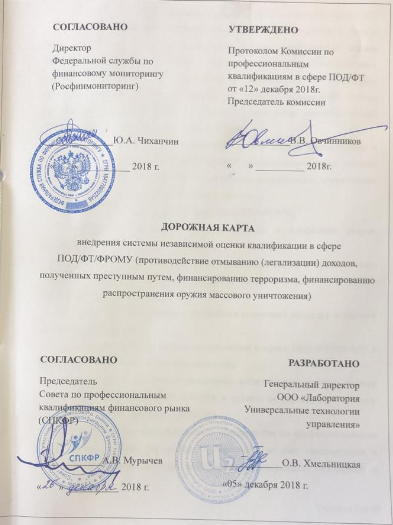 СОГЛАСОВАНО
Директор
Федеральной службы по
финансовому мониторингу
(Росфинмониторинг)
Ю.А. Чиханчин
2018 г.
УТВЕРЖДЕНО
Протоколом Комиссии по
профессиональным
квалификациям в сфере ПОД/ФТ
от «12» декабря 2018г.
Председатель комиссии
В.В. Овчинников
« » 2018г.
ДОРОЖНАЯ КАРТА
внедрения системы независимой оценки квалификации в сфере
ПОД/ФТ/ФРОМУ (противодействие отмыванию (легализации) доходов,
полученных преступным путем, финансированию терроризма, финансированию
распространения оружия массового уничтожения)
СОГЛАСОВАНО
Председатель
Совета по профессиональным
квалификациям финансового рынка
(СПКФР)
СПКФР
А.В. Мурычев
«26» декабря 2018 г.
РАЗРАБОТАНО
Генеральный директор
ООО «Лаборатория
Универсальные технологии
управления»
О.В. Хмельницкая
«05» декабря 2018 г.